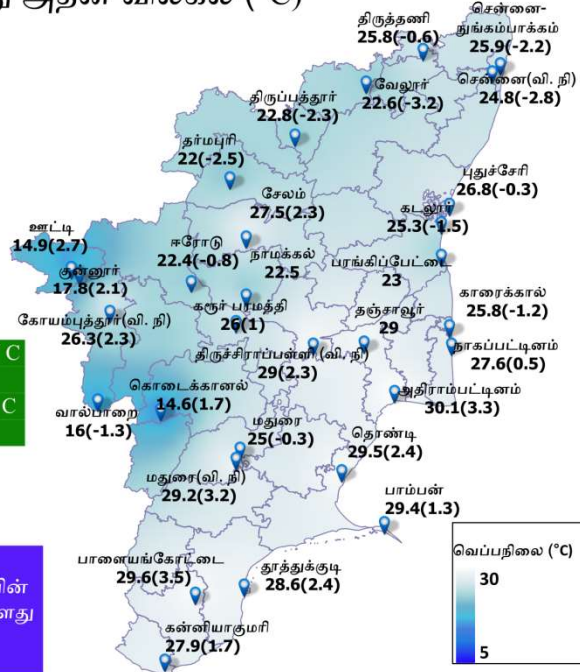 அதன் விலகல் (°C)
திருத்தணி
25.8(-0.6)
சென்னை-
நுங்கம்பாக்கம்
25.9(-2.2)
சென்னை(வி. நி)
24.8(-2.8)
வேலூர்
22.6(-3.2)
திருப்பத்தூர்
22.8(-2.3)
தர்மபுரி
22(-2.5)
புதுச்சேரி
26.8(-0.3)
சேலம்
27.5(2.3)
கடலூர்
25.3(-1.5)
ஊட்டி
14.9(2.7)
ஈரோடு
22.4(-0.8)
நாமக்கல்
22.5
பரங்கிப்பேட்டை
23
குன்னூர்
17.8(2.1)
காரைக்கால்
25.8(-1.2)
கரூர் பரமத்தி
26(1)
தஞ்சாவூர்
29
கோயம்புத்தூர்(வி. நி)
26.3(2.3)
நாகப்பட்டினம்
27.6(0.5)
திருச்சிராப்பள்ளி (வி. நி)
29(2.3)
C
C
கொடைக்கானல்
14.6(1.7)
அதிராம்பட்டினம்
30.1(3.3)
வால்பாறை
16(-1.3)
மதுரை
25(-0.3)
தொண்டி
29.5(2.4)
மதுரை(வி. நி)
29.2(3.2)
பாம்பன்
29.4(1.3)
வெப்பநிலை (°C)
30
5
பாளையங்கோட்டை
29.6(3.5)
தூத்துக்குடி
28.6(2.4)
கன்னியாகுமரி
27.9(1.7)